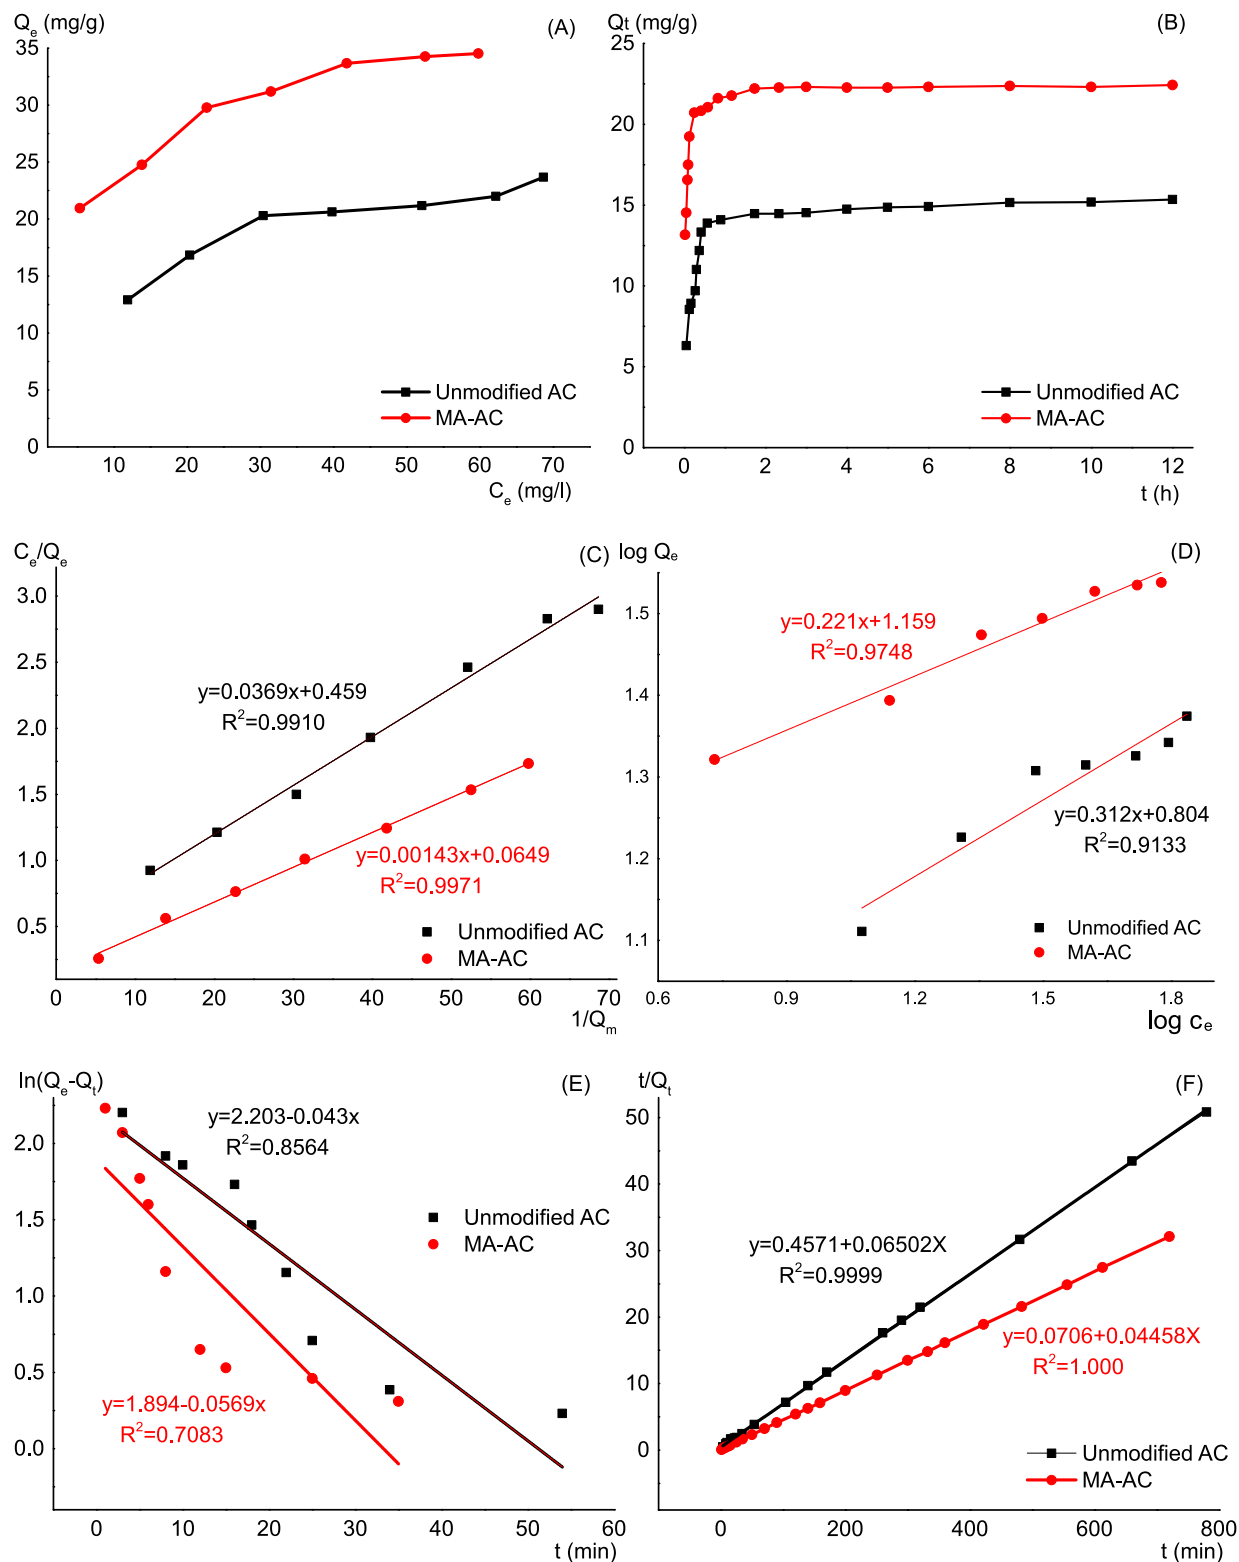 Qe (mg/g)
(A)
35
30
25
20
15
10
5
0
Unmodified AC
MA-AC
10 20 30 40 50 60 70
Ce (mg/l)
Qt (mg/g)
(B)
25
20
15
10
5
0
Unmodified AC
MA-AC
0 2 4 6 8 10 12
t (h)
Ce/Qe
(C)
3.0
2.5
2.0
1.5
1.0
0.5
y=0.0369x+0.459
R2=0.9910
y=0.00143x+0.0649
R2=0.9971
Unmodified AC
MA-AC
0 10 20 30 40 50 60 70
1/Qm
log Qe
(D)
1.5
1.4
1.3
1.2
1.1
y=0.221x+1.159
R2=0.9748
y=0.312x+0.804
R2=0.9133
Unmodified AC
MA-AC
0.6 0.9 1.2 1.5 1.8
log ce
ln(Qe-Qt)
(E)
2.0
1.5
1.0
0.5
0.0
y=2.203-0.043x
R2=0.8564
Unmodified AC
MA-AC
y=1.894-0.0569x
R2=0.7083
0 10 20 30 40 50 60
t (min)
t/Qt
(F)
50
40
30
20
10
0
y=0.4571+0.06502X
R2=0.9999
y=0.0706+0.04458X
R2=1.000
Unmodified AC
MA-AC
0 200 400 600 800
t (min)